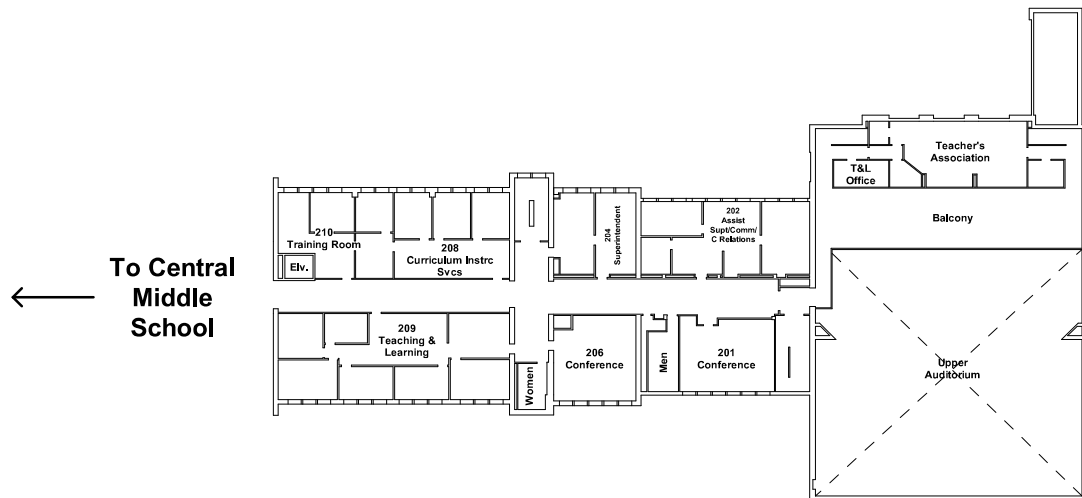 Teacher's
Association
T&L
Office
Balcony
202
Assist
Supt/Comm/
C Relations
204
Superintendent
210
Training Room
208
Curriculum Instrc
Svcs
Elv.
To Central
Middle
School
209
Teaching &
Learning
Women
206
Conference
Men
201
Conference
Upper
Auditorium